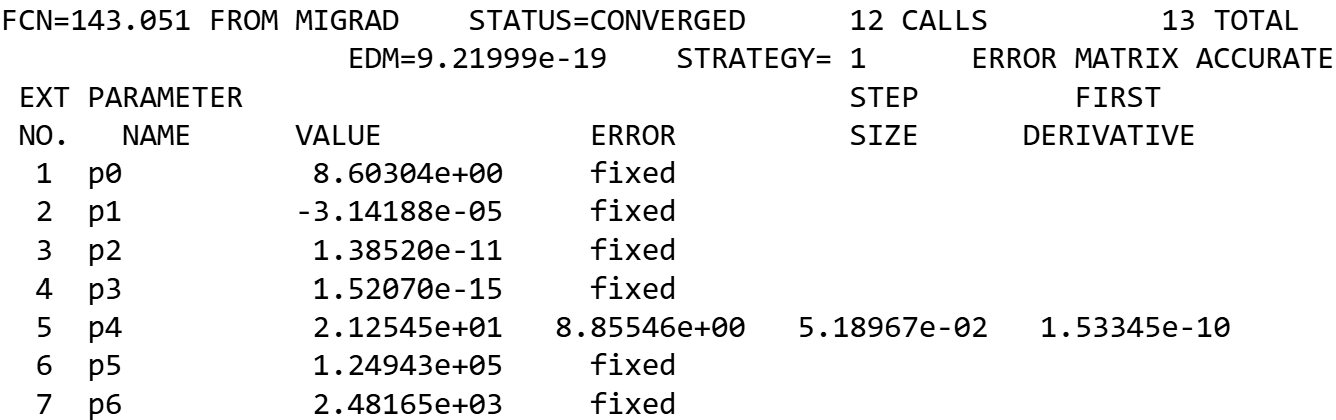 FCN=143.051 FROM MIGRAD    STATUS=CONVERGED      12 CALLS          13 TOTAL
                    EDM=9.21999e-19    STRATEGY= 1      ERROR MATRIX ACCURATE
 EXT PARAMETER                                   STEP         FIRST
 NO.   NAME      VALUE            ERROR          SIZE      DERIVATIVE
  1  p0           8.60304e+00     fixed
  2  p1          -3.14188e-05     fixed
  3  p2           1.38520e-11     fixed
  4  p3           1.52070e-15     fixed
  5  p4           2.12545e+01   8.85546e+00   5.18967e-02   1.53345e-10
  6  p5           1.24943e+05     fixed
  7  p6           2.48165e+03     fixed